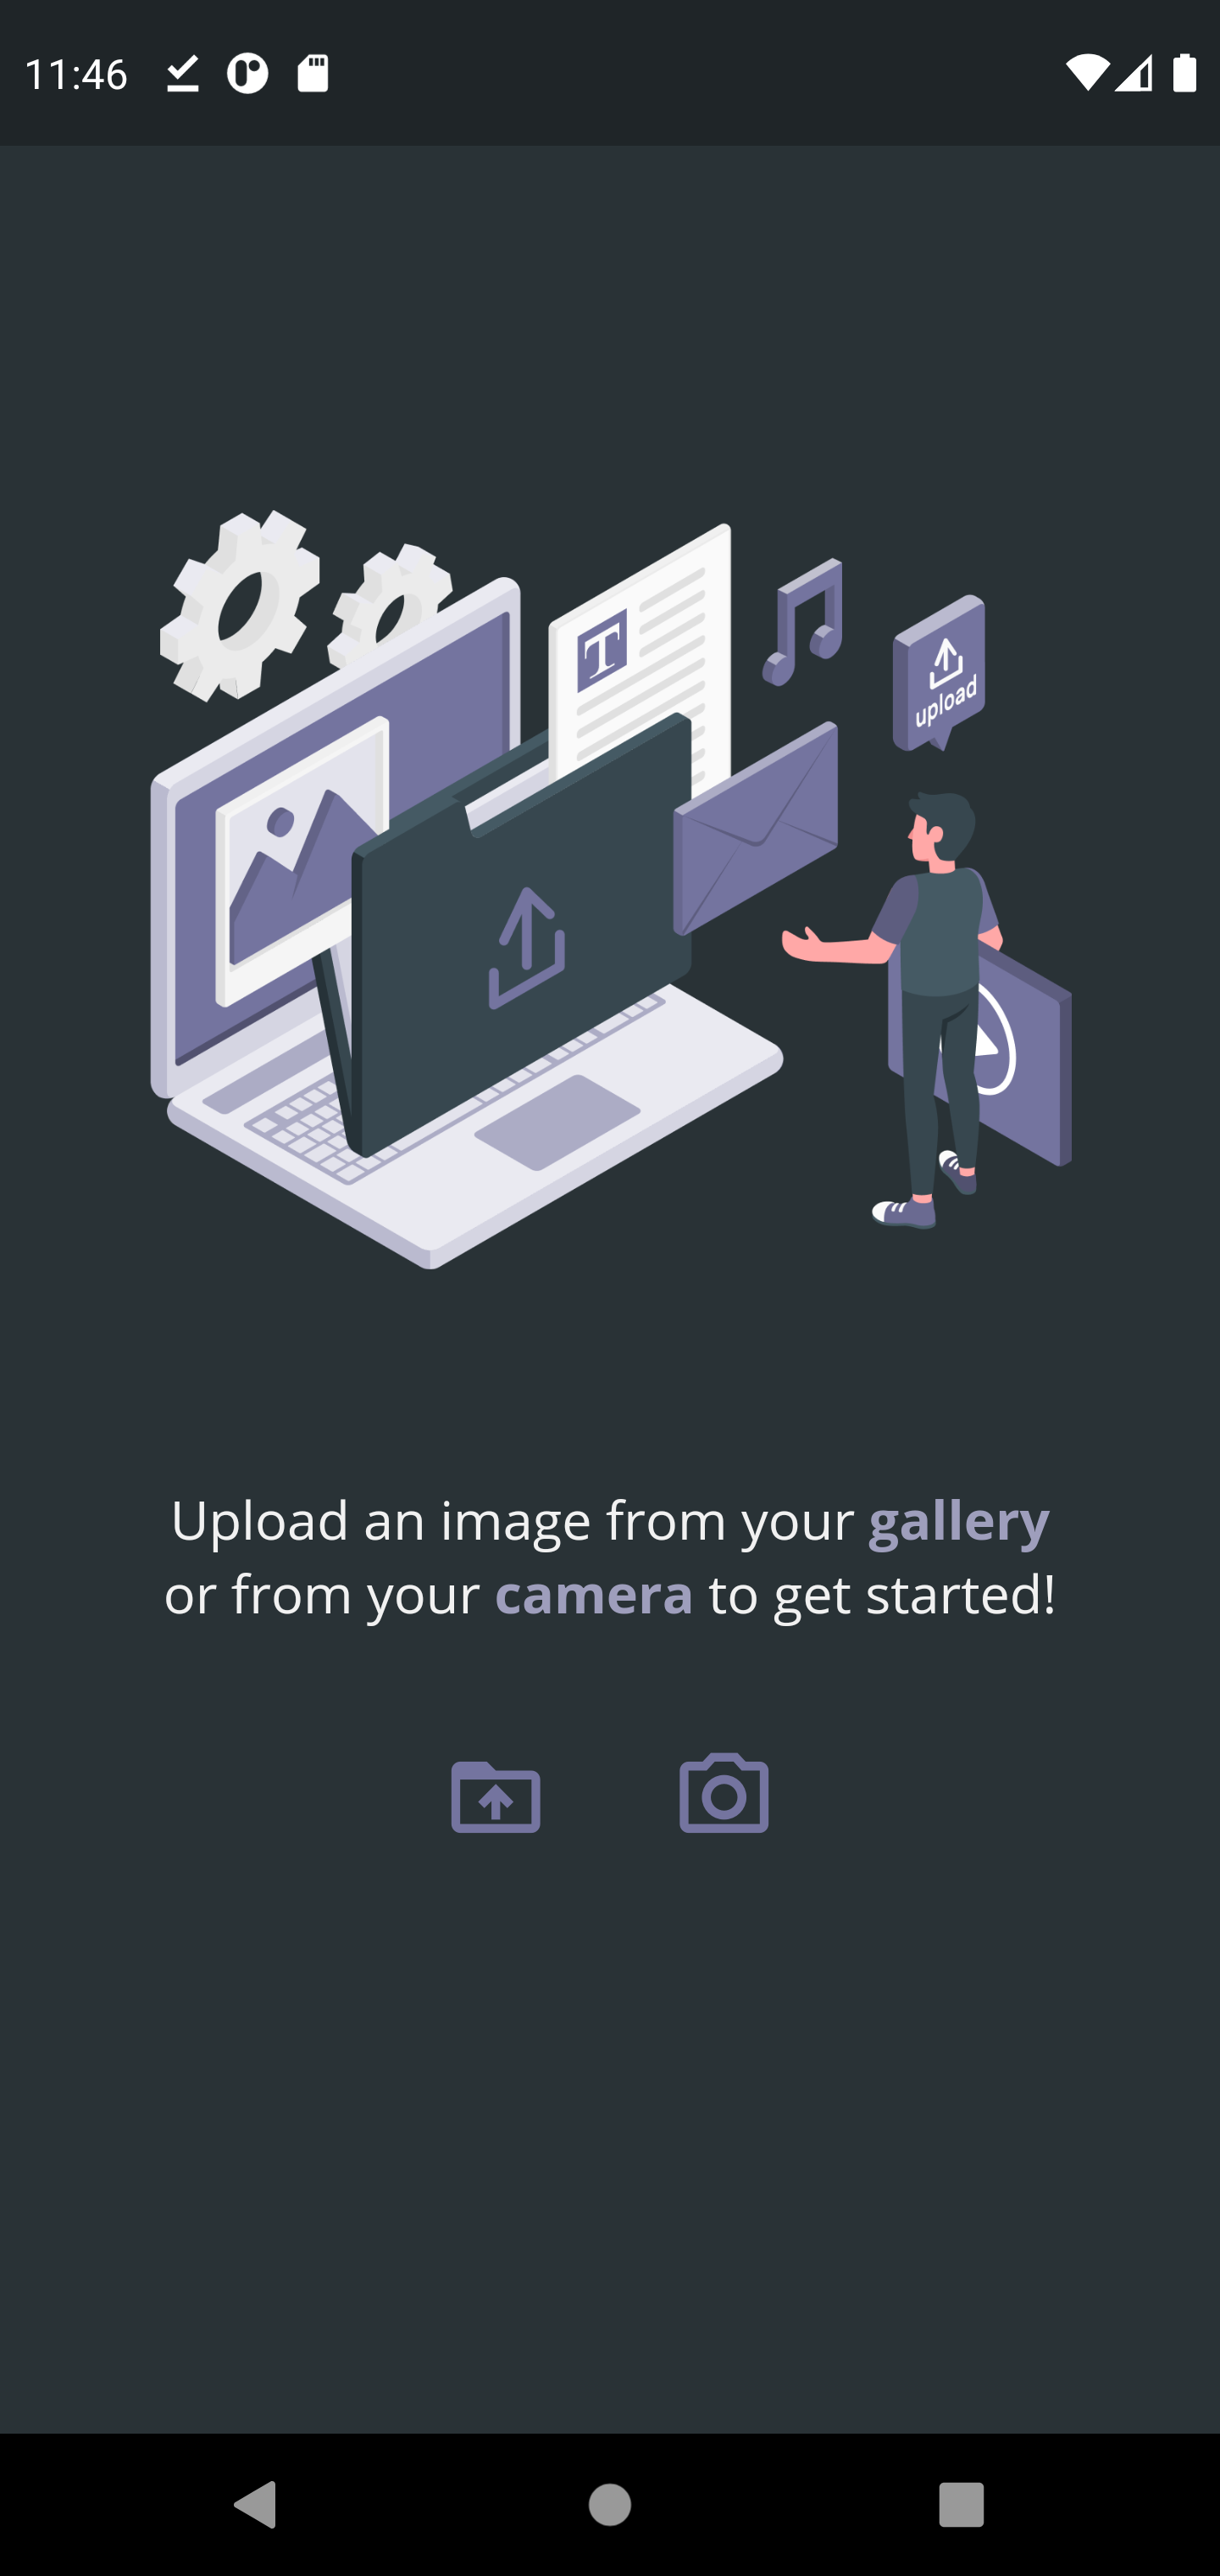 11:46
T
upload
Upload an image from your gallery
or from your camera to get started!